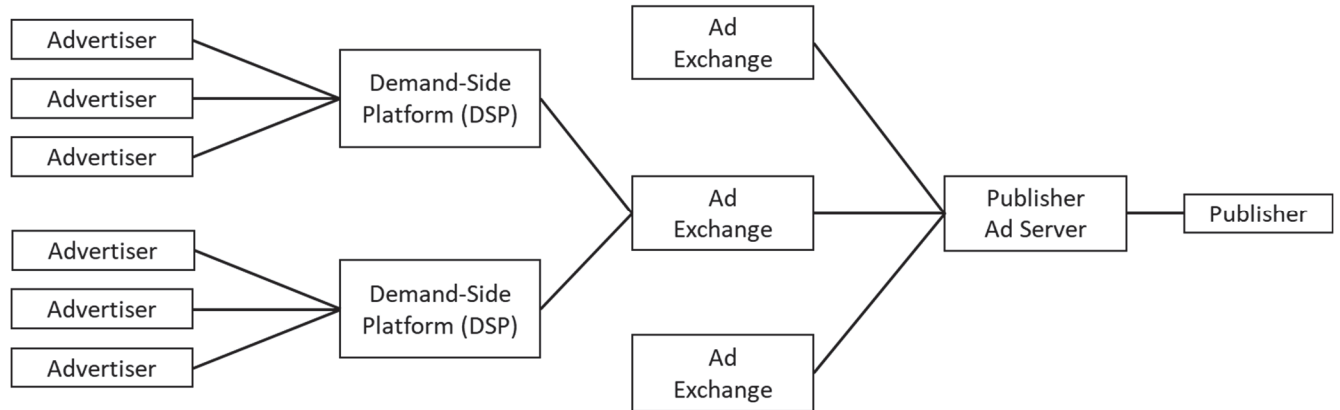 Advertiser
Advertiser
Advertiser
Demand-Side
Platform (DSP)
Advertiser
Advertiser
Advertiser
Demand-Side
Platform (DSP)
Ad
Exchange
Ad
Exchange
Ad
Exchange
Publisher
Ad Server
Publisher